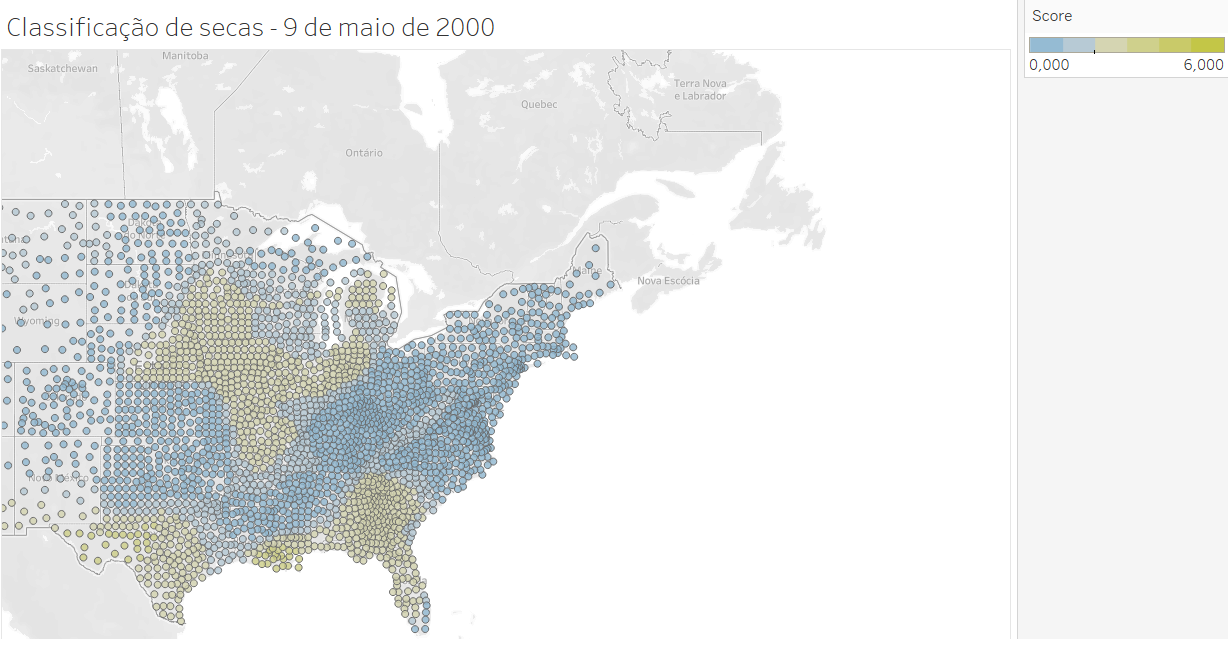 Classificação de secas - 9 de maio de 2000
Score
0,000
6,000
Saskatchewan
Manitoba
Ontário
Quebec
Terra Nova
e Labrador
Nova Escócia
Wyoming